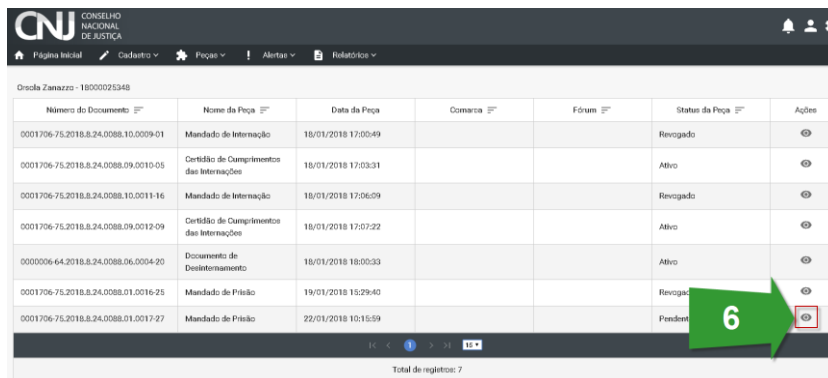 CNJ CONSELHO
NACIONAL
DE JUSTIÇA
Página Inicial Cadastro Peças Alertas Relatórios
Orsola Zanazzo - 18000025348
Número do Documento Nome da Peça Data da Peça Comarca Fórum Status da Peça Ações
0001706-75.2018.8.24.0088.10.0009-01 Mandado de Internação 18/01/2018 17:00:49 Revogado
0001706-75.2018.8.24.0088.09.0010-05 Certidão de Cumprimentos das Internações 18/01/2018 17:03:31 Ativo
0001706-75.2018.8.24.0088.10.0011-16 Mandado de Internação 18/01/2018 17:06:09 Revogado
0001706-75.2018.8.24.0088.09.0012-09 Certidão de Cumprimentos das Internações 18/01/2018 17:07:22 Ativo
0000006-64.2018.8.24.0088.06.0004-20 Documento de Desinternamento 18/01/2018 18:00:33 Ativo
0001706-75.2018.8.24.0088.01.0016-25 Mandado de Prisão 19/01/2018 15:29:40 Revogad
0001706-75.2018.8.24.0088.01.0017-27 Mandado de Prisão 22/01/2018 10:15:59 Pendent 6
1 15
Total de registros: 7